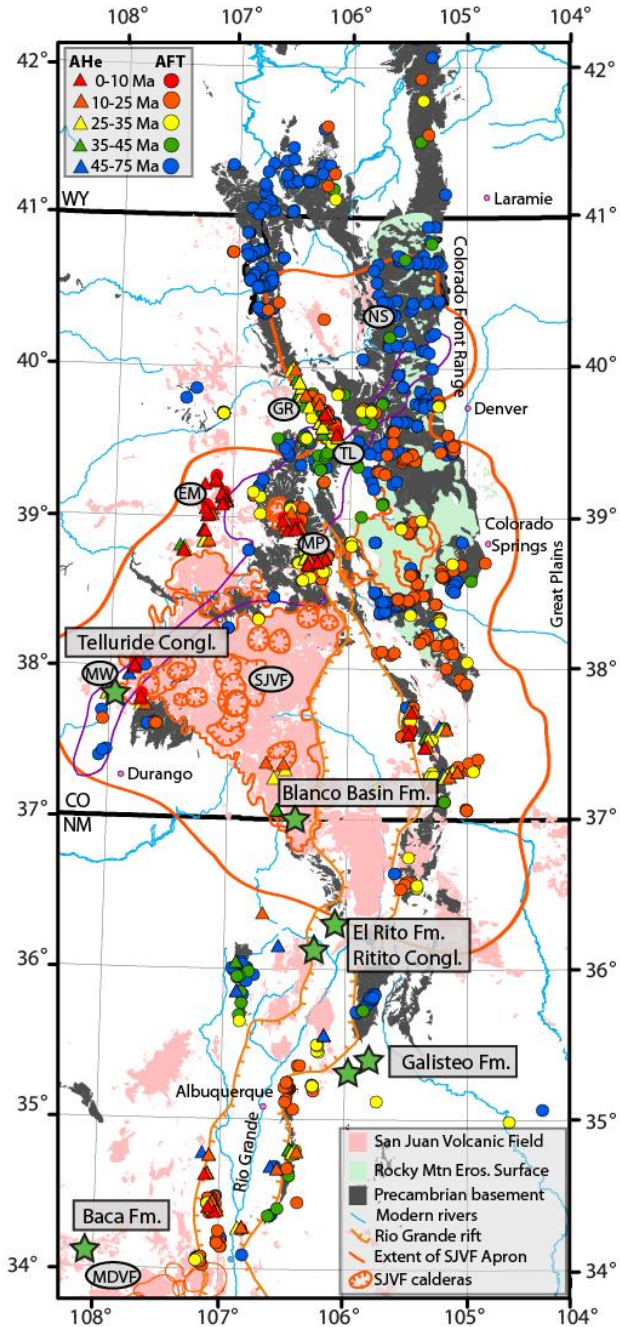 108° 107° 106° 105° 104°
42° 42°
AHe AFT
0-10 Ma
10-25 Ma
25-35 Ma
35-45 Ma
45-75 Ma
WY
Laramie
41° 41°
Colorado Front Range
NS
40° 40°
GR
Denver
TL
EM
39° 39°
MP
Colorado
Springs
Great Plains
Telluride Congl.
38° 38°
MW
SJVF
Durango
Blanco Basin Fm.
37° CO 37°
NM
El Rito Fm.
Ritito Congl.
36° 36°
Galisteo Fm.
Albuquerque
35° 35°
Rio Grande
San Juan Volcanic Field
Rocky Mtn Eros. Surface
Precambrian basement
Modern rivers
Rio Grande rift
Extent of SJVF Apron
SJVF calderas
Baca Fm.
MDVF
34° 34°
108° 107° 106° 105° 104°